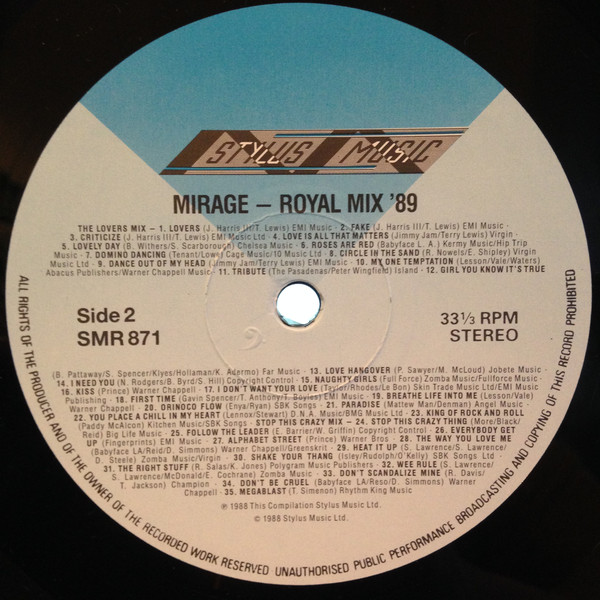 STYLUS MUSIC
MIRAGE – ROYAL MIX '89
THE LOVERS MIX – 1. LOVERS (J. Harris III/T. Lewis) EMI Music · 2. FAKE (J. Harris III/T. Lewis) EMI Music ·
3. CRITICIZE (J. Harris III/T. Lewis) EMI Music Ltd · 4. LOVE IS ALL THAT MATTERS (Jimmy Jam/Terry Lewis) Virgin ·
5. LOVELY DAY (B. Withers/S. Scarborough) Chelsea Music · 6. ROSES ARE RED (Babyface L. A.) Kermy Music/Hip Trip
Music · 7. DOMINO DANCING (Tenant/Lowe) Cage Music/10 Music Ltd · 8. CIRCLE IN THE SAND (R. Nowels/E. Shipley) Virgin
Music Ltd · 9. DANCE OUT OF MY HEAD (Jimmy Jam/Terry Lewis) EMI Music · 10. MY ONE TEMPTATION (Lesson/Vale/Waters)
Abacus Publishers/Warner Chappell Music · 11. TRIBUTE (The Pasadenas/Peter Wingfield) Island · 12. GIRL YOU KNOW IT'S TRUE
Side 2
SMR 871
33⅓ RPM
STEREO
(B. Pattaway/S. Spencer/Klyes/Hollaman/K. Adermo) Far Music · 13. LOVE HANGOVER (P. Sawyer/M. McLoud) Jobete Music ·
14. I NEED YOU (N. Rodgers/B. Byrd/S. Hill) Copyright Control · 15. NAUGHTY GIRLS (Full Force) Zomba Music/Fullforce Music ·
16. KISS (Prince) Warner Chappell · 17. I DON'T WANT YOUR LOVE (Taylor/Rhodes/Le Bon) Skin Trade Music Ltd/EMI Music
Publishing · 18. FIRST TIME (Gavin Spencer/T. Anthony/T. Boyles) EMI Music · 19. BREATHE LIFE INTO ME (Lesson/Vale)
Warner Chappell · 20. ORINOCO FLOW (Enya/Ryan) SBK Songs · 21. PARADISE (Mattew Man/Denman) Angel Music ·
22. YOU PLACE A CHILL IN MY HEART (Lennox/Stewart) D.N.A. Music/BMG Music Ltd · 23. KING OF ROCK AND ROLL
(Paddy McAlcon) Kitchen Music/SBK Songs · STOP THIS CRAZY MIX – 24. STOP THIS CRAZY THING (More/Black/
Reid) Big Life Music · 25. FOLLOW THE LEADER (E. Barrier/W. Griffin) Copyright Control · 26. EVERYBODY GET
UP (Fingerprints) EMI Music · 27. ALPHABET STREET (Prince) Warner Bros · 28. THE WAY YOU LOVE ME
(Babyface LA/Reid/D. Simmons) Warner Chappell/Greenskirt · 29. HEAT IT UP (S. Lawrence/
D. Steele) Zomba Music/Virgin · 30. SHAKE YOUR THANG (Isley/Rudolph/O' Kelly) SBK Songs Ltd ·
31. THE RIGHT STUFF (R. Salas/K. Jones) Polygram Music Publishers · 32. WEE RULE (S. Lawrence/
S. Lawrence/McDonald/E. Cochrane) Zomba Music · 33. DON'T SCANDALIZE MINE (R. Davis/
T. Jackson) Champion · 34. DON'T BE CRUEL (Babyface LA/Reso/D. Simmons) Warner
Chappell · 35. MEGABLAST (T. Simenon) Rhythm King Music
℗ 1988 This Compilation Stylus Music Ltd.
© 1988 Stylus Music Ltd.
ALL RIGHTS OF THE PRODUCER AND OF THE OWNER OF THE RECORDED WORK RESERVED UNAUTHORISED PUBLIC PERFORMANCE BROADCASTING AND COPYING OF THIS RECORD PROHIBITED